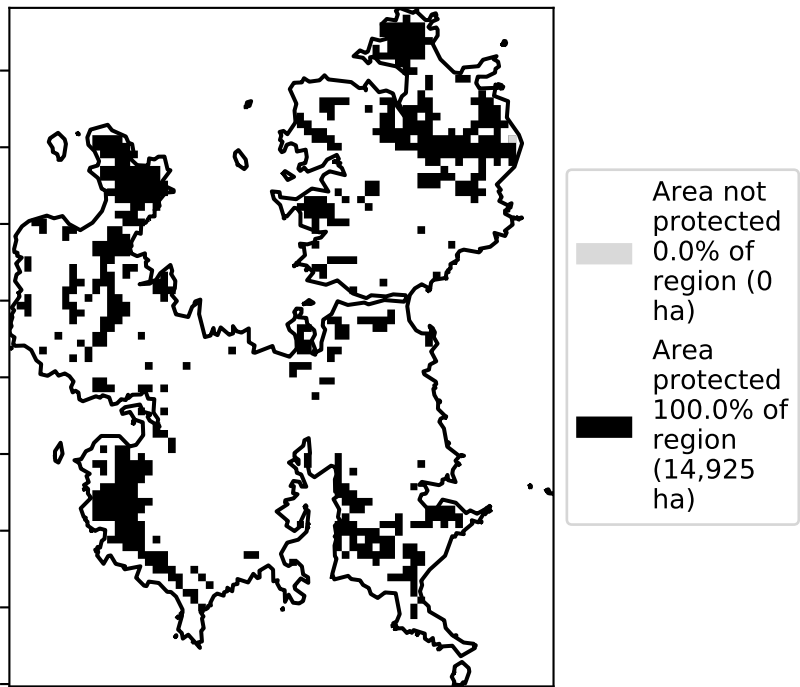 Area not
protected
0.0% of
region (0
ha)
Area
protected
100.0% of
region
(14,925
ha)